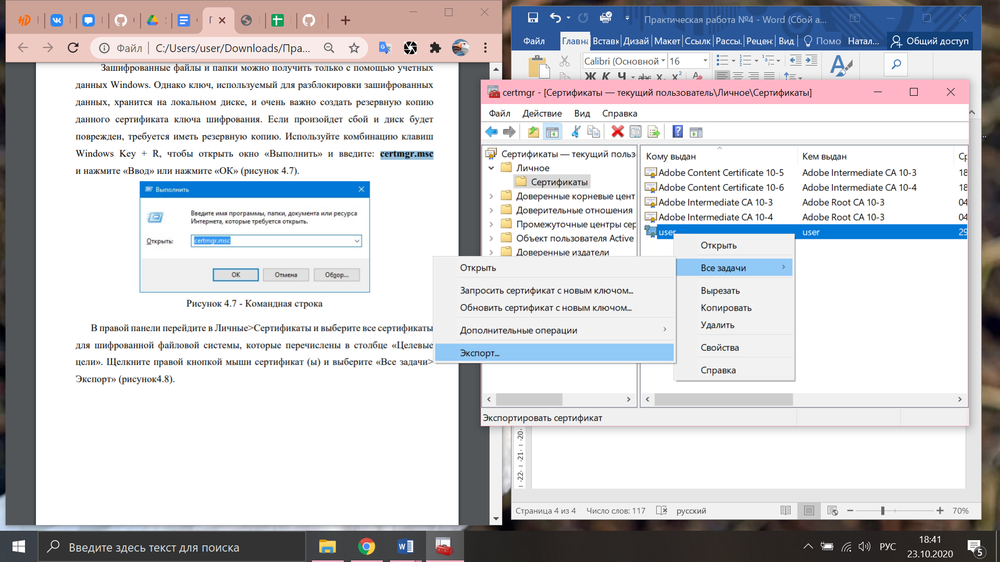 Файл
C:/Users/user/Downloads/Пра...
Зашифрованные файлы и папки можно получить только с помощью учетных
данных Windows. Однако ключ, используемый для разблокировки зашифрованных
данных, хранится на локальном диске, и очень важно создать резервную копию
данного сертификата ключа шифрования. Если произойдет сбой и диск будет
поврежден, требуется иметь резервную копию. Используйте комбинацию клавиш
Windows Key + R, чтобы открыть окно «Выполнить» и введите: certmgr.msc
и нажмите «Ввод» или нажмите «ОК» (рисунок 4.7).
Выполнить
Введите имя программы, папки, документа или ресурса
Интернета, которые требуется открыть.
Открыть:
certmgr.msc
ОК
Отмена
Обзор...
Рисунок 4.7 - Командная строка
В правой панели перейдите в Личные>Сертификаты и выберите все сертификаты
для шифрованной файловой системы, которые перечислены в столбце «Целевые
цели». Щелкните правой кнопкой мыши сертификат (ы) и выберите «Все задачи>
Экспорт» (рисунок4.8).
Практическая работа №4 - Word (Сбой а...
Файл
Главна
Вставк
Дизай
Макет
Ссылк
Рассы.
Рецен:
Вид
Помо
Натал...
Общий доступ
Calibri (Основной
16
Ж К Ч abc x, x²
certmgr - [Сертификаты — текущий пользователь\Личное\Сертификаты]
Файл
Действие
Вид
Справка
Сертификаты — текущий польз
Личное
Сертификаты
Доверенные корневые цент
Доверительные отношения
Промежуточные центры сер
Объект пользователя Active
Доверенные издатели
Кому выдан
Кем выдан
Ср
Adobe Content Certificate 10-5
Adobe Intermediate CA 10-3
18
Adobe Content Certificate 10-6
Adobe Intermediate CA 10-4
18
Adobe Intermediate CA 10-3
Adobe Root CA 10-3
04
Adobe Intermediate CA 10-4
Adobe Root CA 10-3
04
user
user
29
Открыть
Все задачи
Вырезать
Копировать
Удалить
Свойства
Справка
Открыть
Запросить сертификат с новым ключом...
Обновить сертификат с новым ключом...
Дополнительные операции
Экспорт...
Экспортировать сертификат
20
21
22
Страница 4 из 4
Число слов: 117
русский
70%
Введите здесь текст для поиска
РУС
18:41
23.10.2020
5